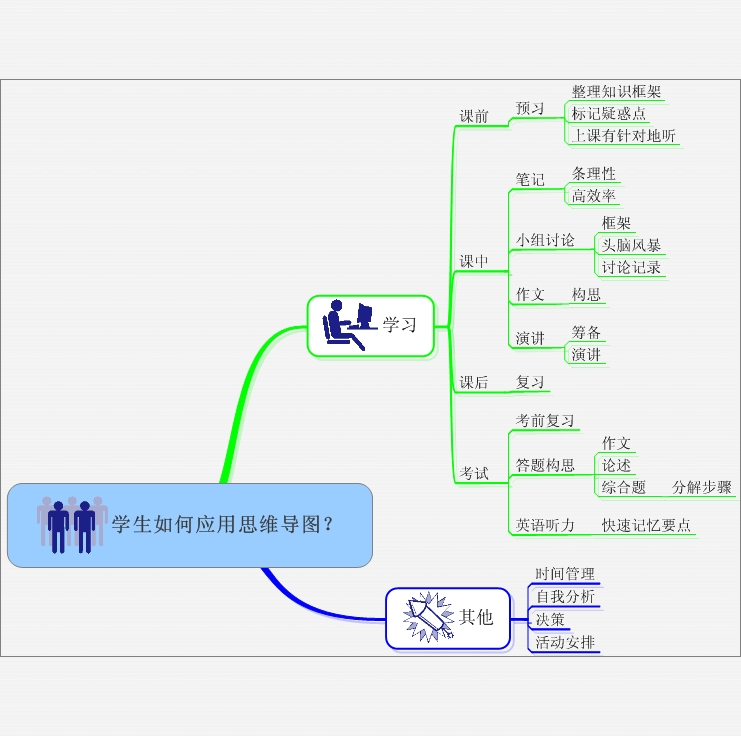 学生如何应用思维导图？
学习
课前
预习
整理知识框架
标记疑惑点
上课有针对地听
课中
笔记
条理性
高效率
小组讨论
框架
头脑风暴
讨论记录
作文
构思
演讲
筹备
演讲
课后
复习
考试
考前复习
答题构思
作文
论述
综合题
分解步骤
英语听力
快速记忆要点
其他
时间管理
自我分析
决策
活动安排